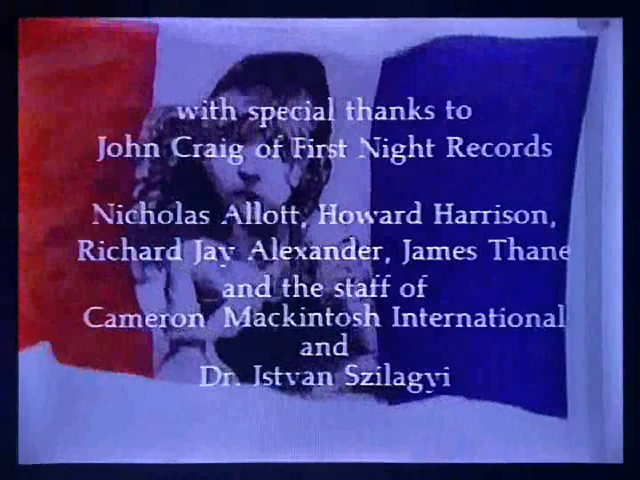 with special thanks to
John Craig of First Night Records
Nicholas Allott, Howard Harrison,
Richard Jay Alexander, James Thane
and the staff of
Cameron Mackintosh International
and
Dr. Istvan Szilagyi